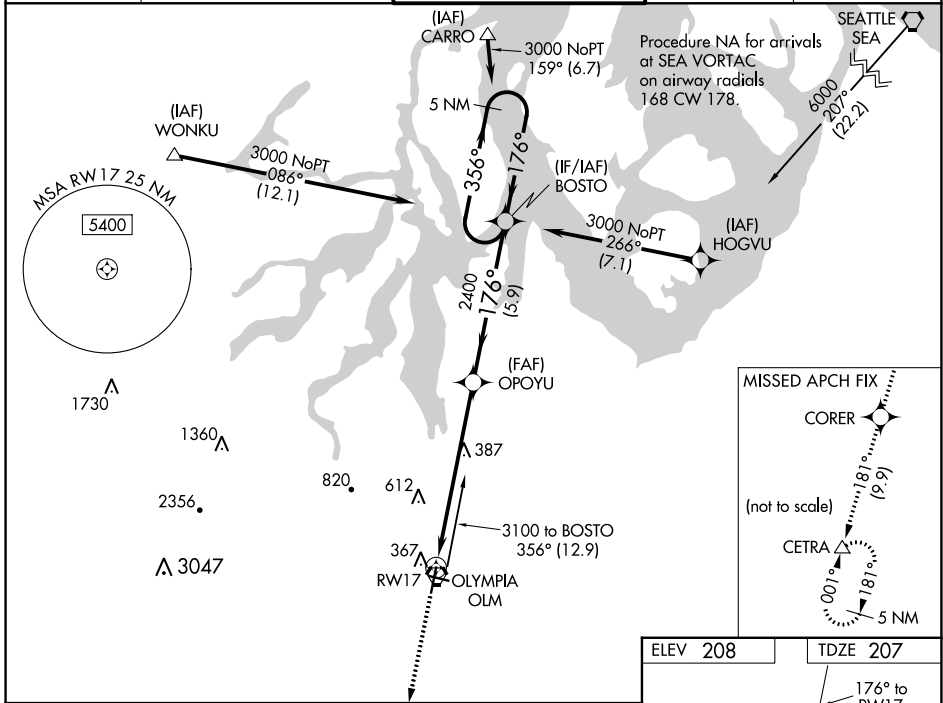 (IAF)
CARRO
3000 NoPT
159° (6.7)
Procedure NA for arrivals
at SEA VORTAC
on airway radials
168 CW 178.
SEATTLE
SEA
6000
207°
(22.2)
5 NM
(IAF)
WONKU
3000 NoPT
086°
(12.1)
356°
176°
(IF/IAF)
BOSTO
MSA RW17 25 NM
5400
3000 NoPT
266°
(7.1)
(IAF)
HOGVU
2400
176°
(5.9)
(FAF)
OPOYU
1730
1360
387
820
612
2356
3100 to BOSTO
356° (12.9)
3047
367
RW17
OLYMPIA
OLM
MISSED APCH FIX
CORER
181°
(9.9)
(not to scale)
CETRA
001°
181°
5 NM
ELEV 208
TDZE 207
176° to
RW17